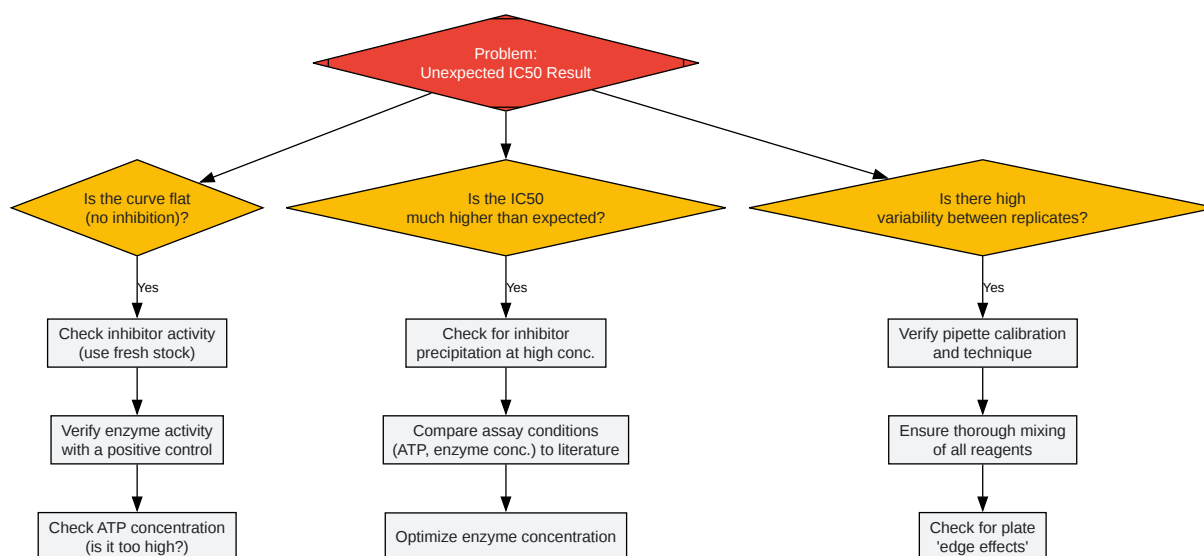 Problem:
Unexpected IC50 Result
Is the curve flat
(no inhibition)?
Is the IC50
much higher than expected?
Is there high
variability between replicates?
Yes
Yes
Yes
Check inhibitor activity
(use fresh stock)
Check for inhibitor
precipitation at high conc.
Verify pipette calibration
and technique
Verify enzyme activity
with a positive control
Compare assay conditions
(ATP, enzyme conc.) to literature
Ensure thorough mixing
of all reagents
Check ATP concentration
(is it too high?)
Optimize enzyme concentration
Check for plate
'edge effects'